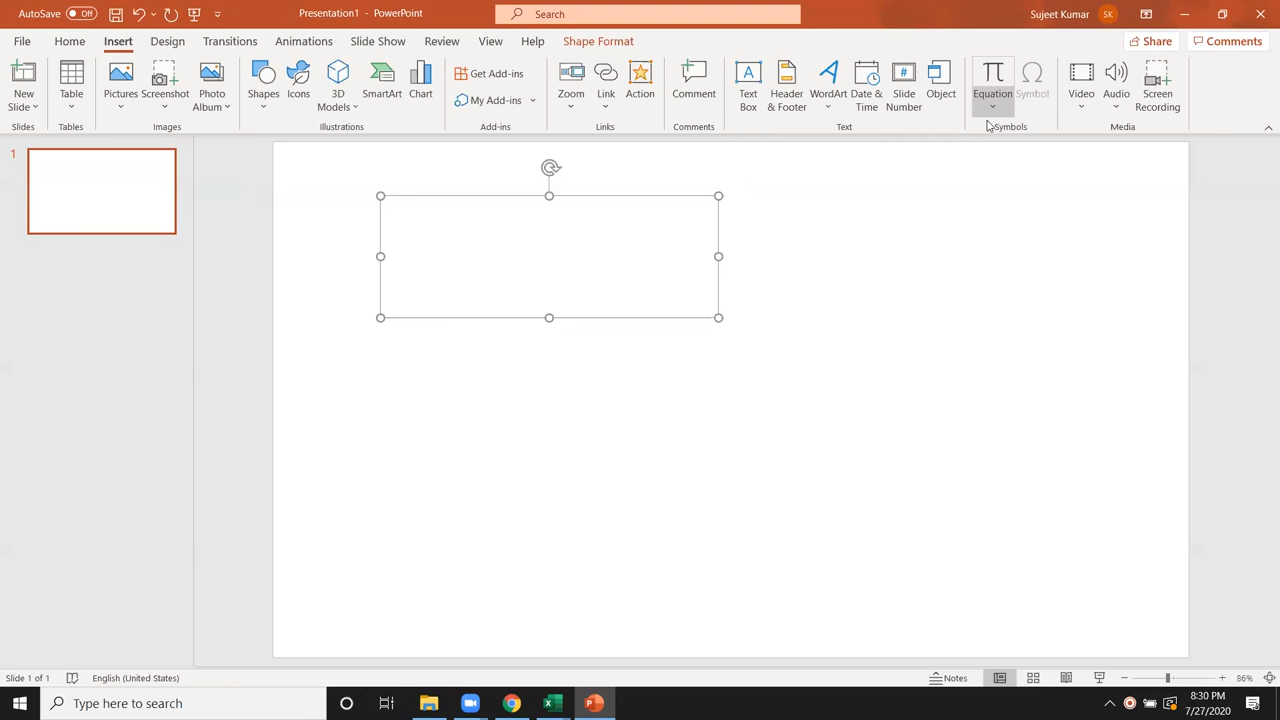 AutoSave Off Presentation1 - PowerPoint Search Sujeet Kumar SK
File Home Insert Design Transitions Animations Slide Show Review View Help Shape Format Share Comments
New Slide Table Pictures Screenshot Photo Album Shapes Icons 3D Models SmartArt Chart Get Add-ins My Add-ins Zoom Link Action Comment Text Box Header & Footer WordArt Date & Time Slide Number Object Equation Symbol Video Audio Screen Recording
Slides Tables Images Illustrations Add-ins Links Comments Text Symbols Media
1
Slide 1 of 1 English (United States) Notes 86%
Type here to search 8:30 PM
7/27/2020